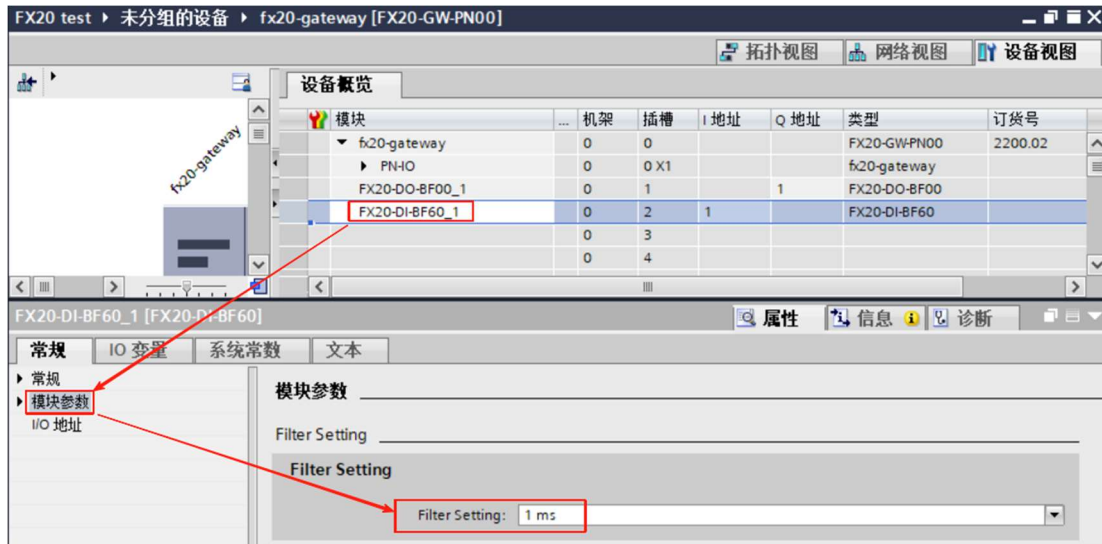 FX20 test ▸ 未分组的设备 ▸ fx20-gateway [FX20-GW-PN00]
拓扑视图 网络视图 设备视图
fx20-gateway
设备概览
模块 ... 机架 插槽 I 地址 Q 地址 类型 订货号
fx20-gateway 0 0 FX20-GW-PN00 2200.02
PN-IO 0 0 X1 fx20-gateway
FX20-DO-BF00_1 0 1 1 FX20-DO-BF00
FX20-DI-BF60_1 0 2 1 FX20-DI-BF60
0 3
0 4
FX20-DI-BF60_1 [FX20-DI-BF60]
属性 信息 诊断
常规 IO 变量 系统常数 文本
常规
模块参数
I/O 地址
模块参数
Filter Setting
Filter Setting
Filter Setting: 1 ms